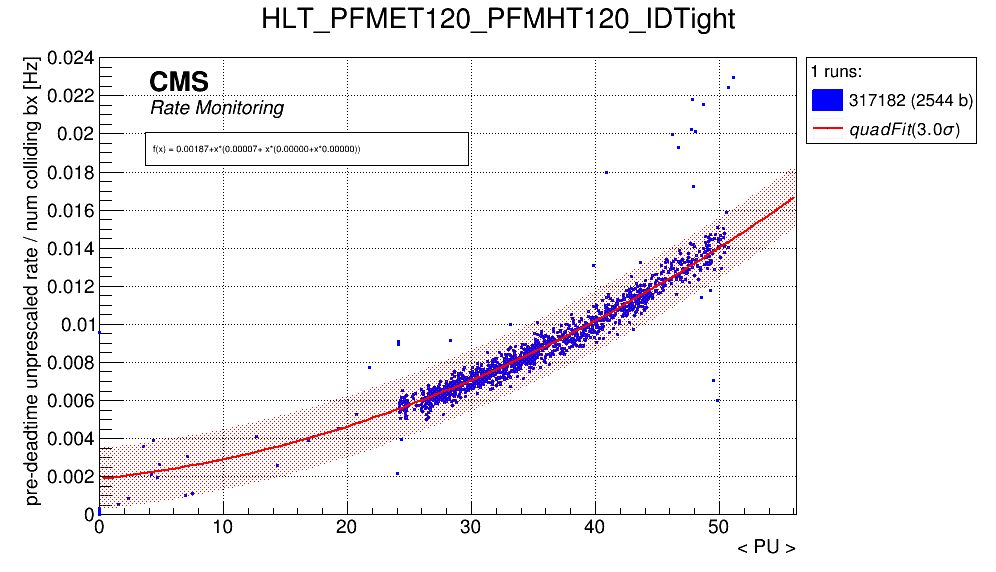 HLT_PFMET120_PFMHT120_IDTight
pre-deadtime unprescaled rate / num colliding bx [Hz]
0.024
0.022
0.02
0.018
0.016
0.014
0.012
0.01
0.008
0.006
0.004
0.002
0
CMS
Rate Monitoring
f(x) = 0.00187+x*(0.00007+ x*(0.00000+x*0.00000))
1 runs:
317182 (2544 b)
quadFit(3.0σ)
0 10 20 30 40 50
< PU >